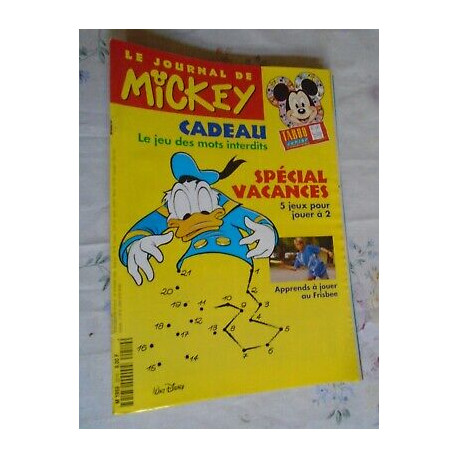 LE JOURNAL DE
MICKEY
TABOO
JUNIOR
CADEAU
Le jeu des mots interdits
SPÉCIAL
VACANCES
5 jeux pour
jouer à 2
Apprends à jouer
au Frisbee
21
1
20
2
19
11
10
9
3
18
12
13
8
6
5
17
7
4
16
15
14
WALT DISNEY